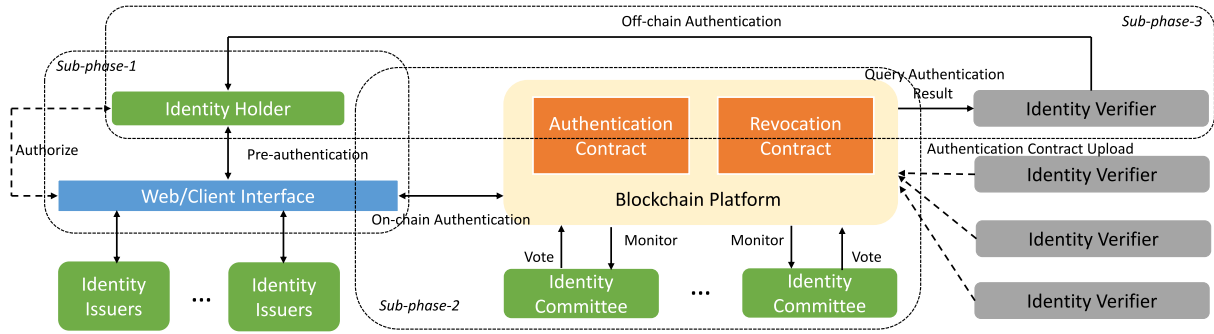 Off-chain Authentication
Sub-phase-3
Sub-phase-1
Query Authentication
Result
Identity Holder
Identity Verifier
Authentication
Contract
Revocation
Contract
Authorize
Pre-authentication
Authentication Contract Upload
Identity Verifier
Web/Client Interface
Blockchain Platform
On-chain Authentication
Identity Verifier
Vote
Monitor
Monitor
Vote
Identity
Issuers
...
Identity
Issuers
Sub-phase-2
Identity
Committee
...
Identity
Committee
Identity Verifier